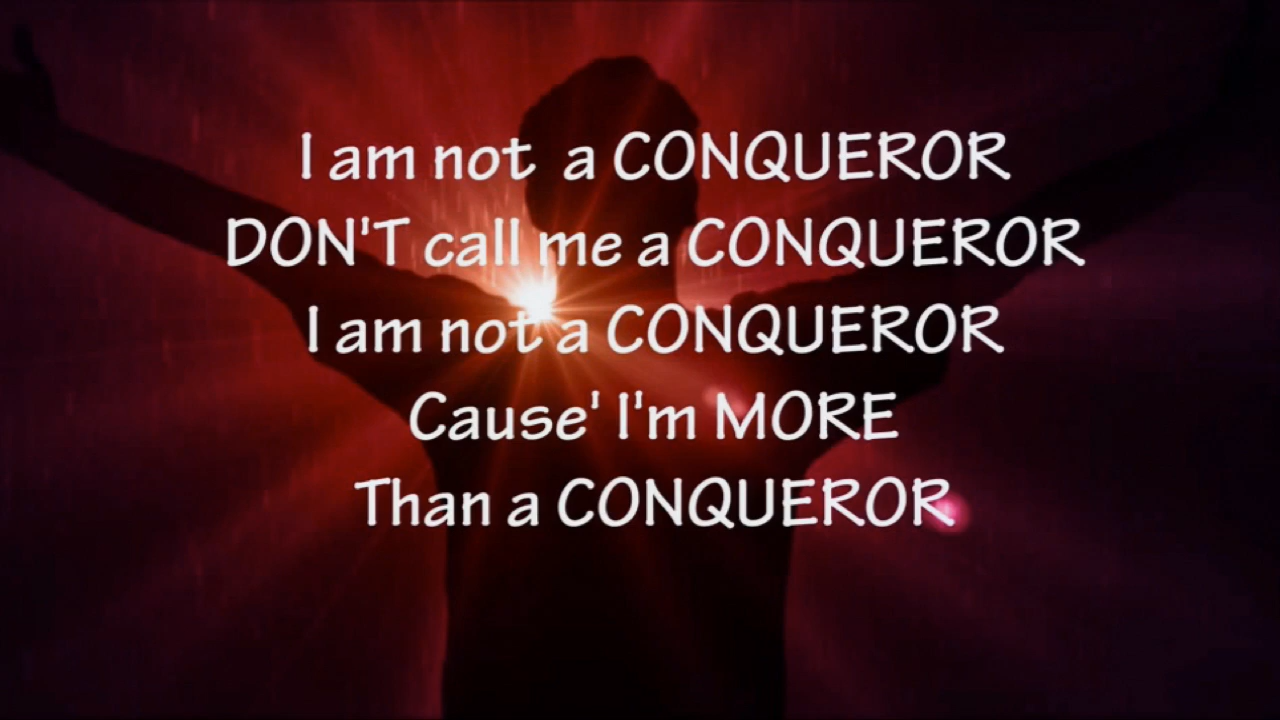 I am not a CONQUEROR
DON'T call me a CONQUEROR
I am not a CONQUEROR
Cause' I'm MORE
Than a CONQUEROR